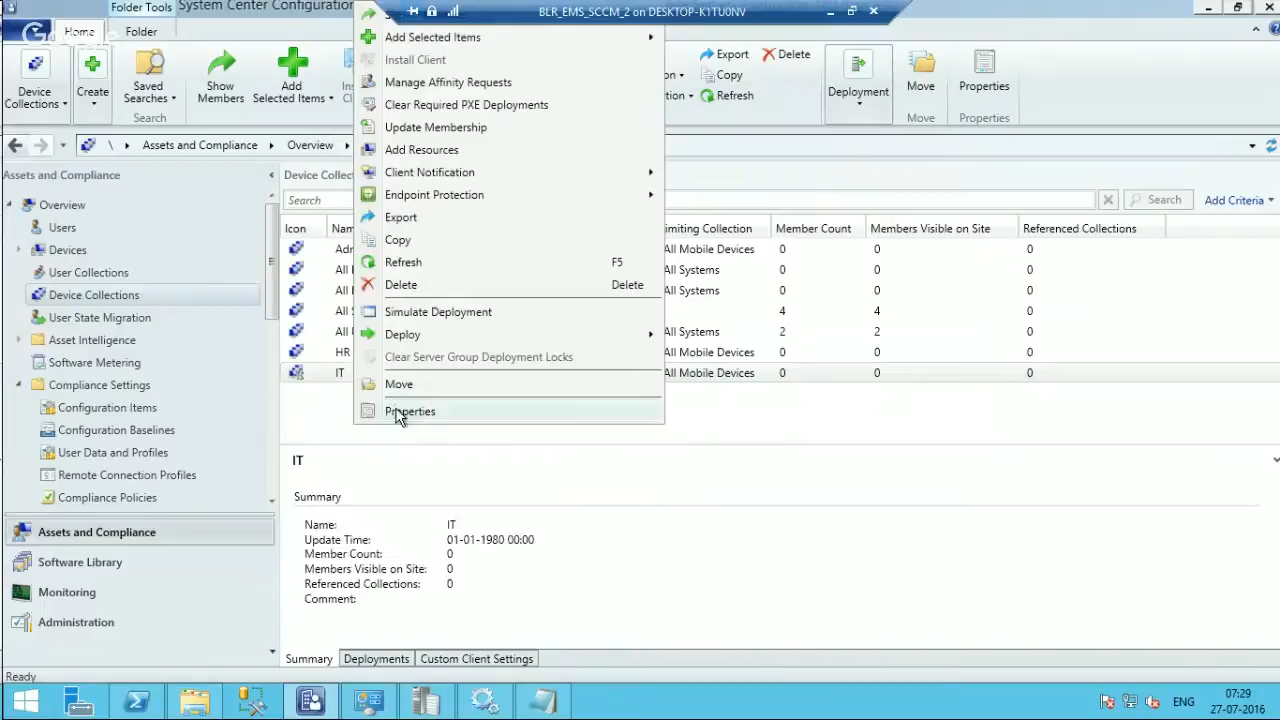 Folder Tools
System Center Configuratio
BLR_EMS_SCCM_2 on DESKTOP-K1TU0NV
Home
Folder
Device
Collections
Create
Saved
Searches
Search
Show
Members
Add
Selected Items
Export
Copy
Refresh
Delete
Deployment
Move
Move
Properties
Properties
Add Selected Items
Install Client
Manage Affinity Requests
Clear Required PXE Deployments
Update Membership
Add Resources
Client Notification
Endpoint Protection
Export
Copy
Refresh F5
Delete Delete
Simulate Deployment
Deploy
Clear Server Group Deployment Locks
Move
Properties
\ Assets and Compliance Overview
Assets and Compliance
Overview
Users
Devices
User Collections
Device Collections
User State Migration
Asset Intelligence
Software Metering
Compliance Settings
Configuration Items
Configuration Baselines
User Data and Profiles
Remote Connection Profiles
Compliance Policies
Assets and Compliance
Software Library
Monitoring
Administration
Device Collec
Search
Search
Add Criteria
Icon Nam imiting Collection Member Count Members Visible on Site Referenced Collections
Adr All Mobile Devices 0 0 0
All All Systems 0 0 0
All All Systems 0 0 0
All 4 4 0
All All Systems 2 2 0
HR All Mobile Devices 0 0 0
IT All Mobile Devices 0 0 0
IT
Summary
Name: IT
Update Time: 01-01-1980 00:00
Member Count: 0
Members Visible on Site: 0
Referenced Collections: 0
Comment:
Summary Deployments Custom Client Settings
Ready
ENG
07:29
27-07-2016